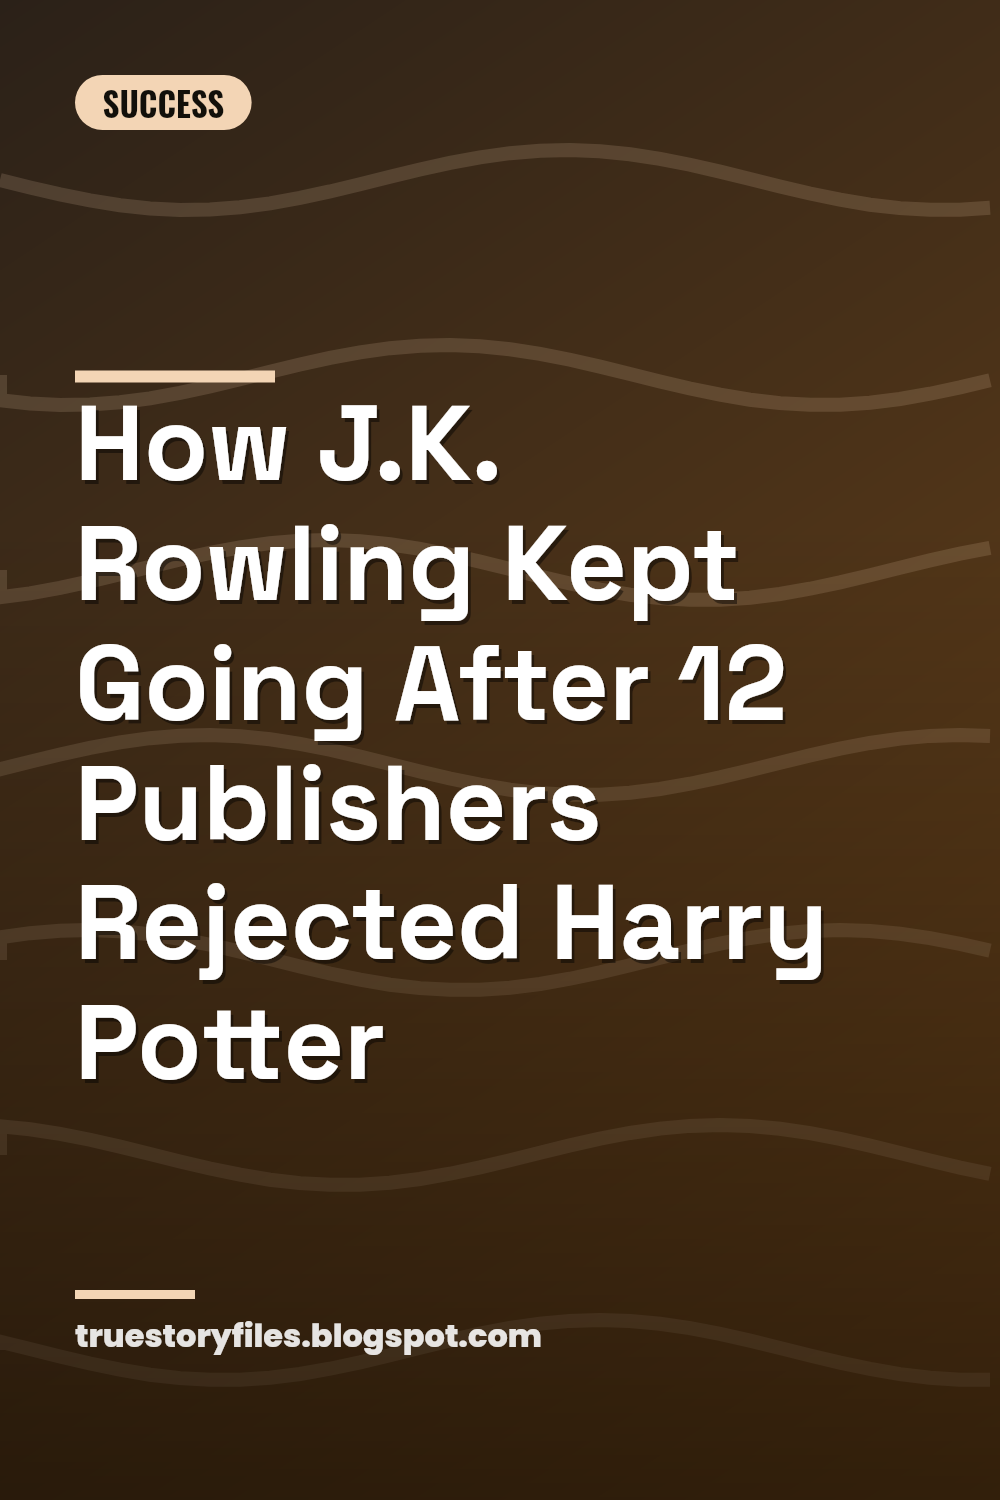 SUCCESS
How J.K.
Rowling Kept
Going After 12
Publishers
Rejected Harry
Potter
truestoryfiles.blogspot.com